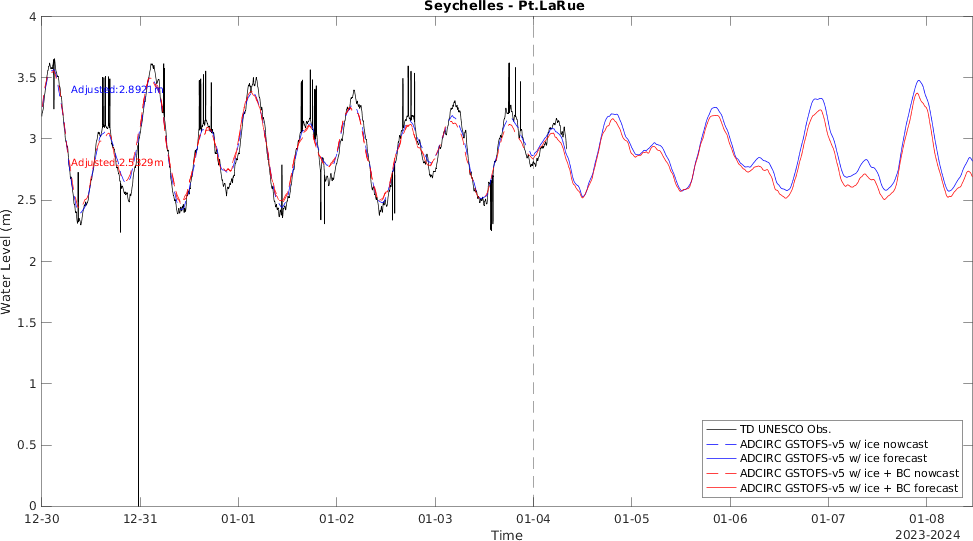 Seychelles - Pt.LaRue
4
3.5
3
2.5
2
1.5
1
0.5
0
Water Level (m)
Adjusted:2.8921m
TD UNESCO Obs.
ADCIRC GSTOFS-v5 w/ ice nowcast
ADCIRC GSTOFS-v5 w/ ice forecast
ADCIRC GSTOFS-v5 w/ ice + BC nowcast
ADCIRC GSTOFS-v5 w/ ice + BC forecast
12-30 12-31 01-01 01-02 01-03 01-04 01-05 01-06 01-07 01-08
Time
2023-2024